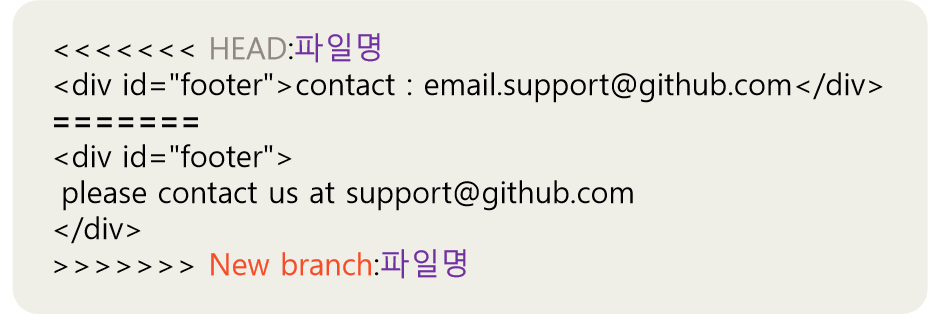 <<<<<<< HEAD:파일명
<div id="footer">contact : email.support@github.com</div>
=======
<div id="footer">
 please contact us at support@github.com
</div>
>>>>>>> New branch:파일명